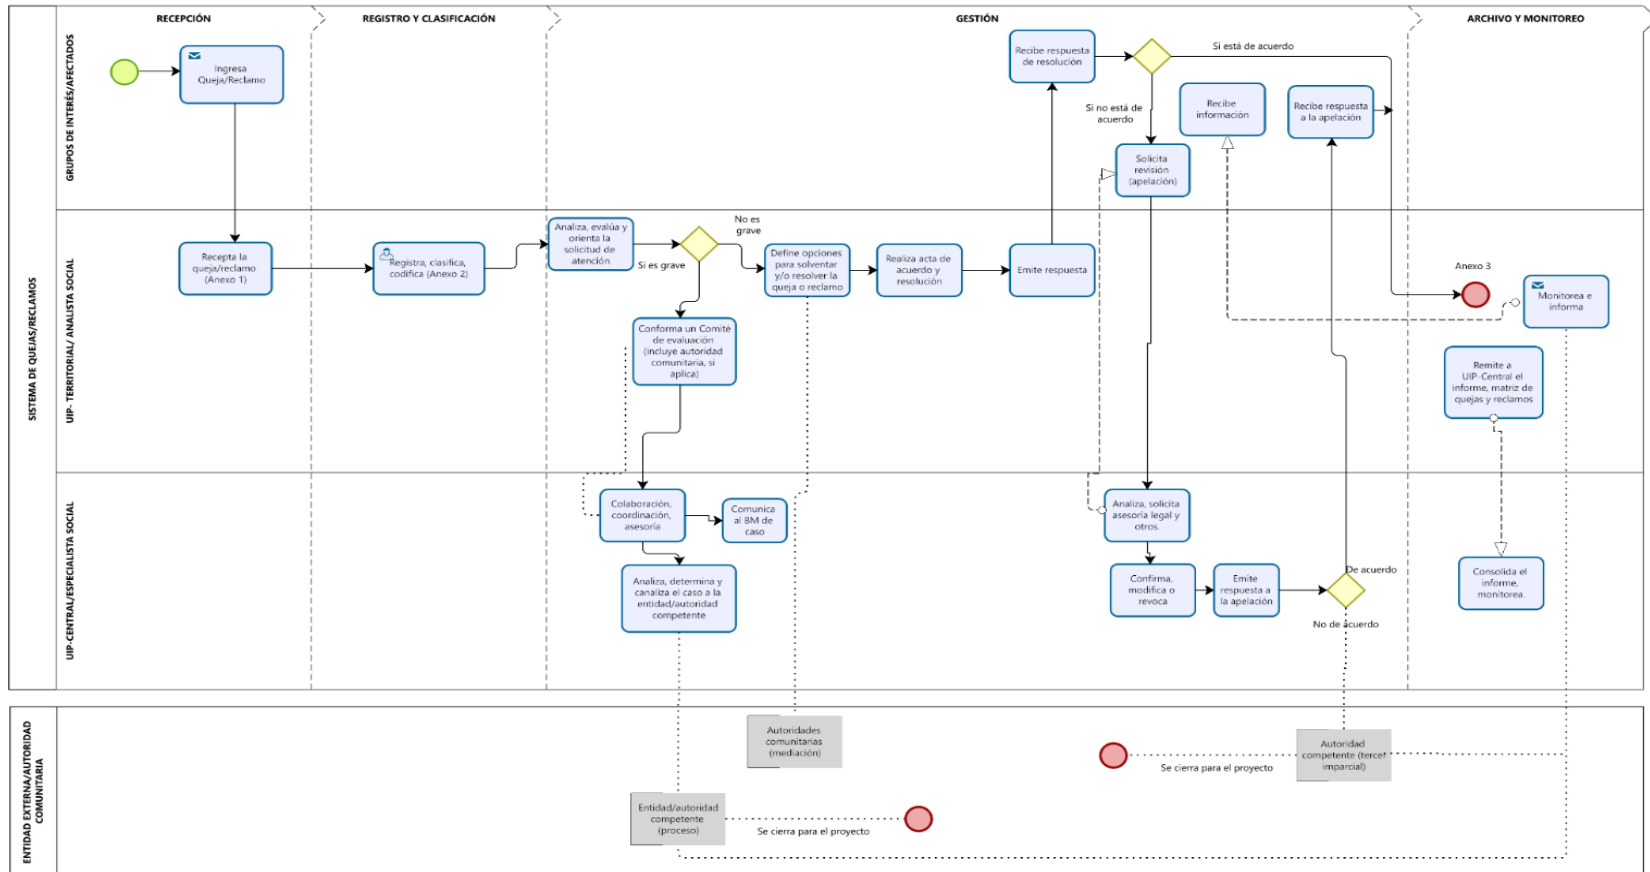 RECEPCIÓN
REGISTRO Y CLASIFICACIÓN
GESTIÓN
ARCHIVO Y MONITOREO
SISTEMA DE QUEJAS/RECLAMOS
GRUPOS DE INTERÉS/AFECTADOS
Ingresa
Queja/Reclamo
Recibe respuesta
de resolución
Si está de acuerdo
Si no está de
acuerdo
Recibe
información
Recibe respuesta
a la apelación
Solicita
revisión
(apelación)
UIP- TERRITORIAL/ ANALISTA SOCIAL
Recepta la
queja/reclamo
(Anexo 1)
Registra, clasifica,
codifica (Anexo 2)
Analiza, evalúa y
orienta la
solicitud de
atención
Si es grave
No es
grave
Define opciones
para solventar
y/o resolver la
queja o reclamo
Realiza acta de
acuerdo y
resolución
Emite respuesta
Anexo 3
Monitorea e
informa
Conforma un Comité
de evaluación
(incluye autoridad
comunitaria, si
aplica)
Remite a
UIP-Central el
informe, matriz de
quejas y reclamos
UIP-CENTRAL/ESPECIALISTA SOCIAL
Colaboración,
coordinación,
asesoría
Comunica
al BM de
caso
Analiza, determina y
canaliza el caso a la
entidad/autoridad
competente
Analiza, solicita
asesoría legal y
otros.
Confirma,
modifica o
revoca
Emite
respuesta a
la apelación
De acuerdo
No de acuerdo
Consolida el
informe,
monitorea.
ENTIDAD EXTERNA/AUTORIDAD
COMUNITARIA
Autoridades
comunitarias
(mediación)
Se cierra para el proyecto
Autoridad
competente (tercer
imparcial)
Entidad/autoridad
competente
(proceso)
Se cierra para el proyecto